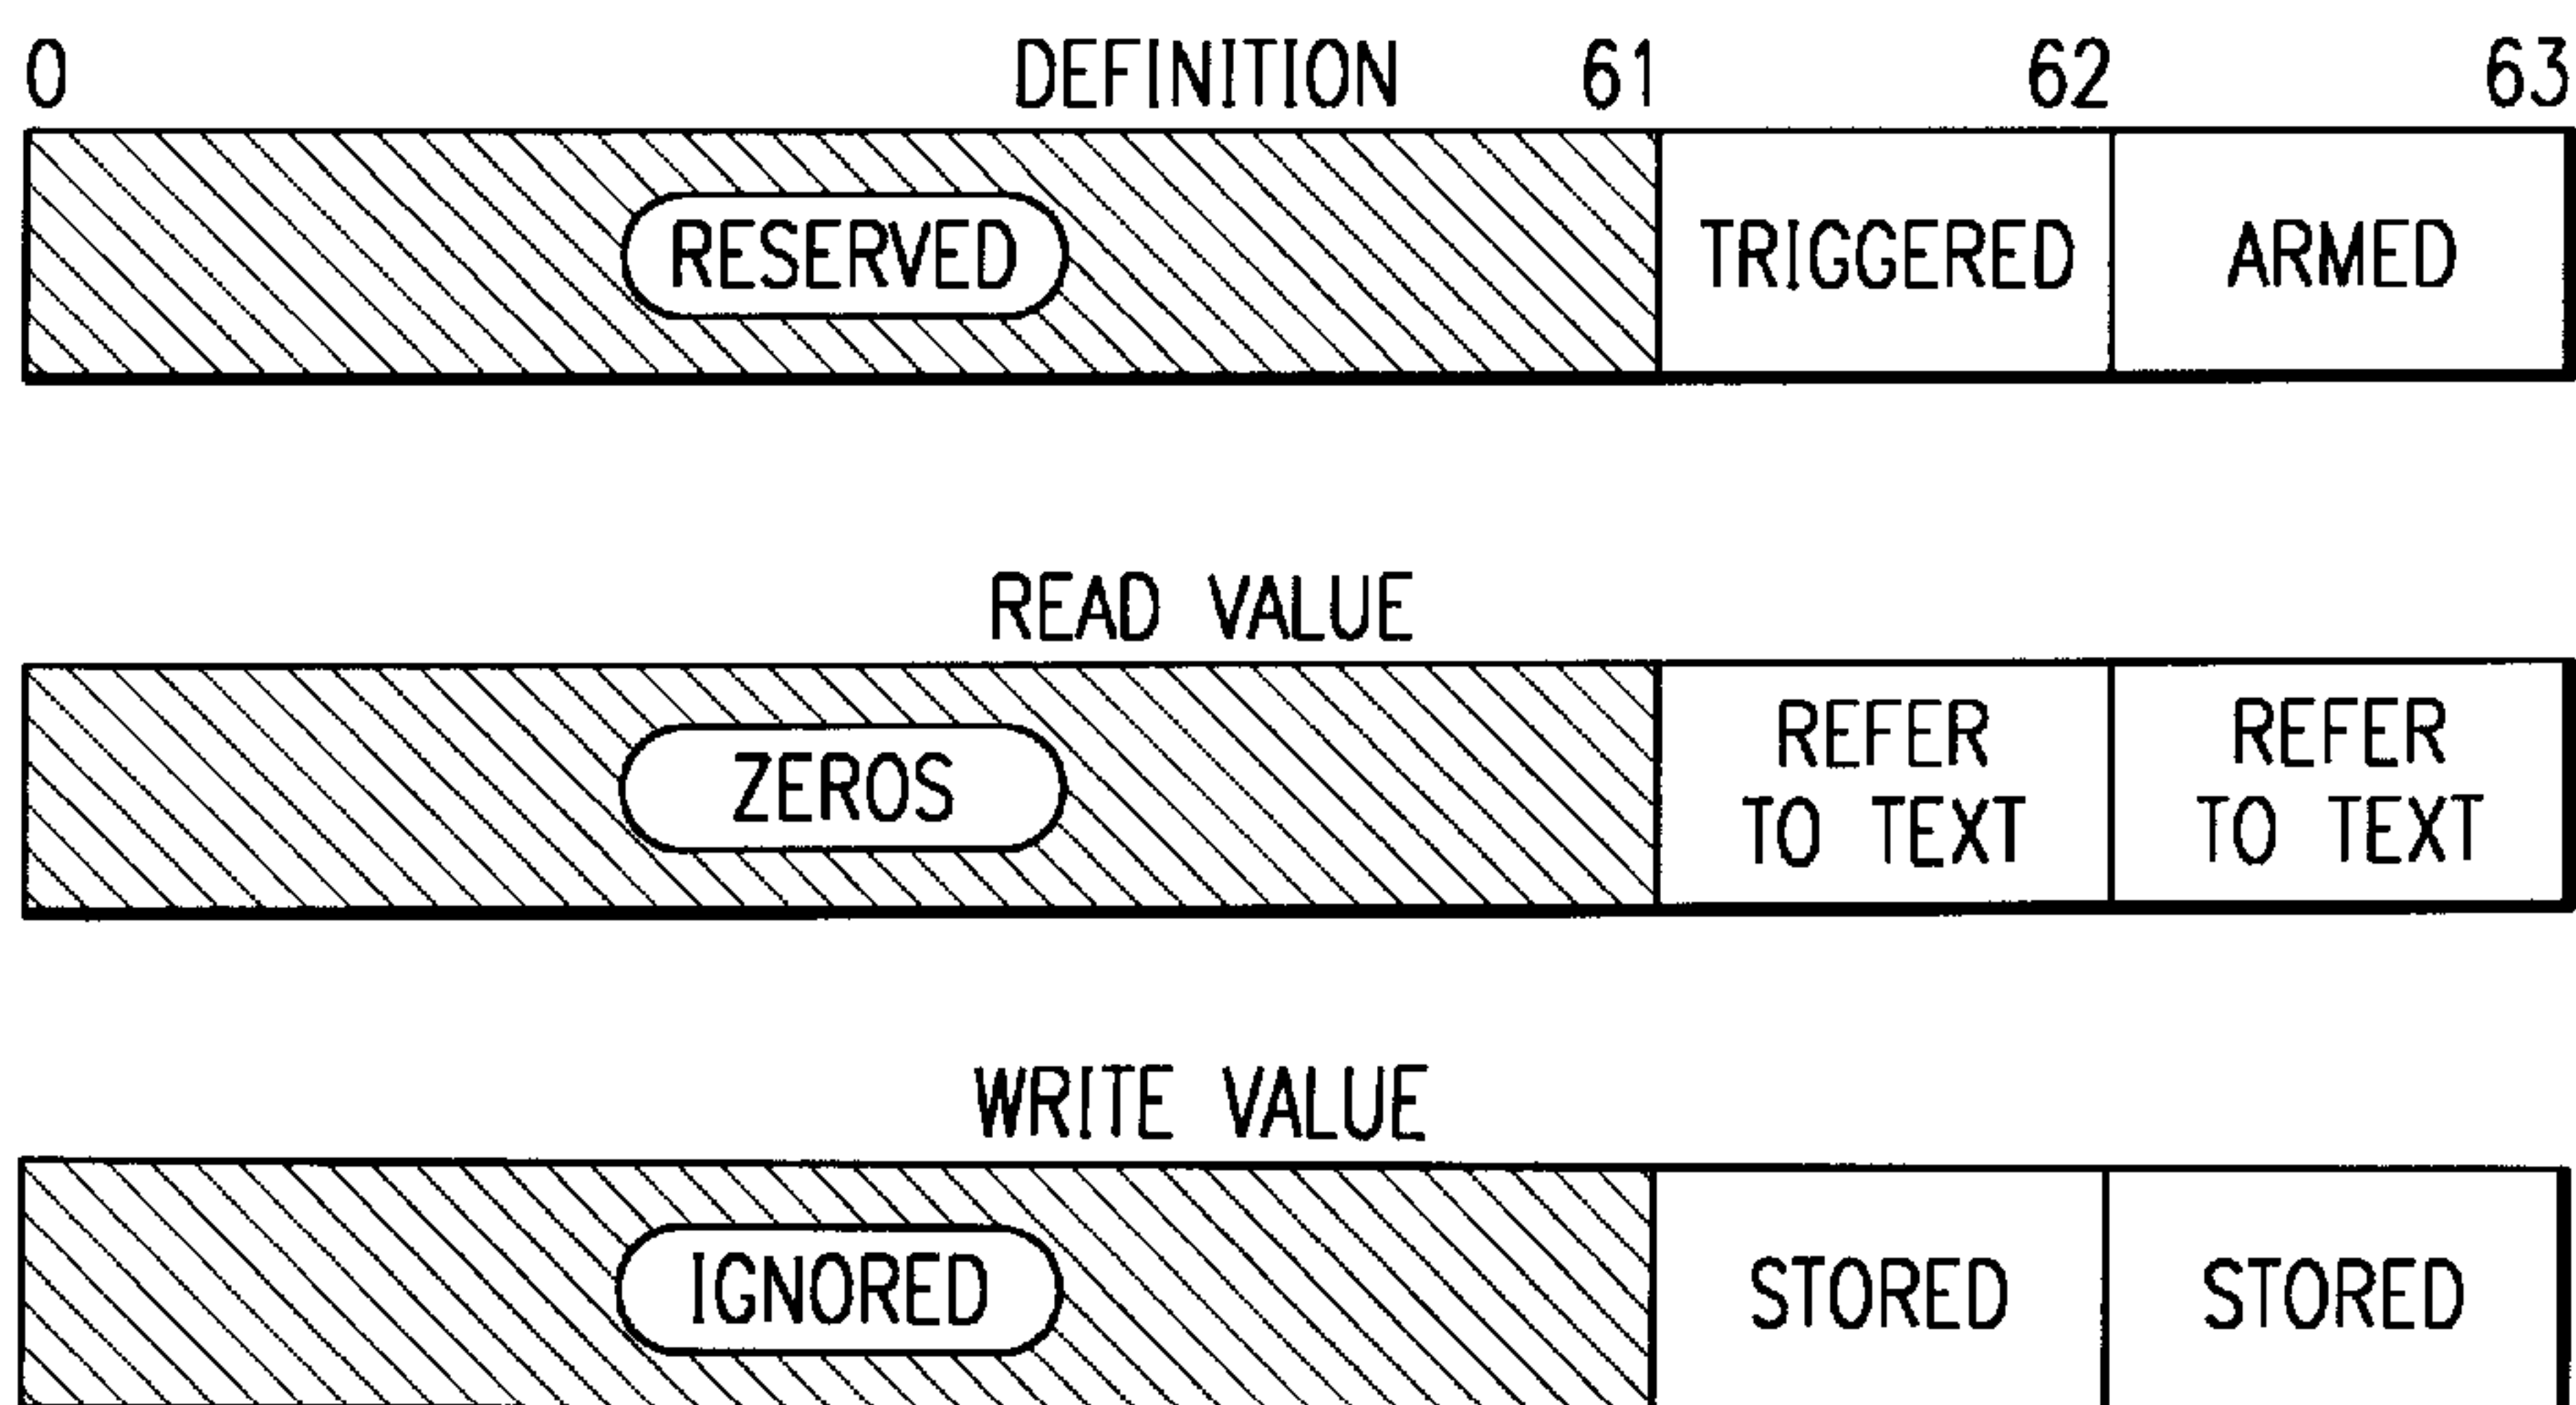 0 DEFINITION 61 62 63
RESERVED TRIGGERED ARMED
READ VALUE
ZEROS REFER TO TEXT REFER TO TEXT
WRITE VALUE
IGNORED STORED STORED